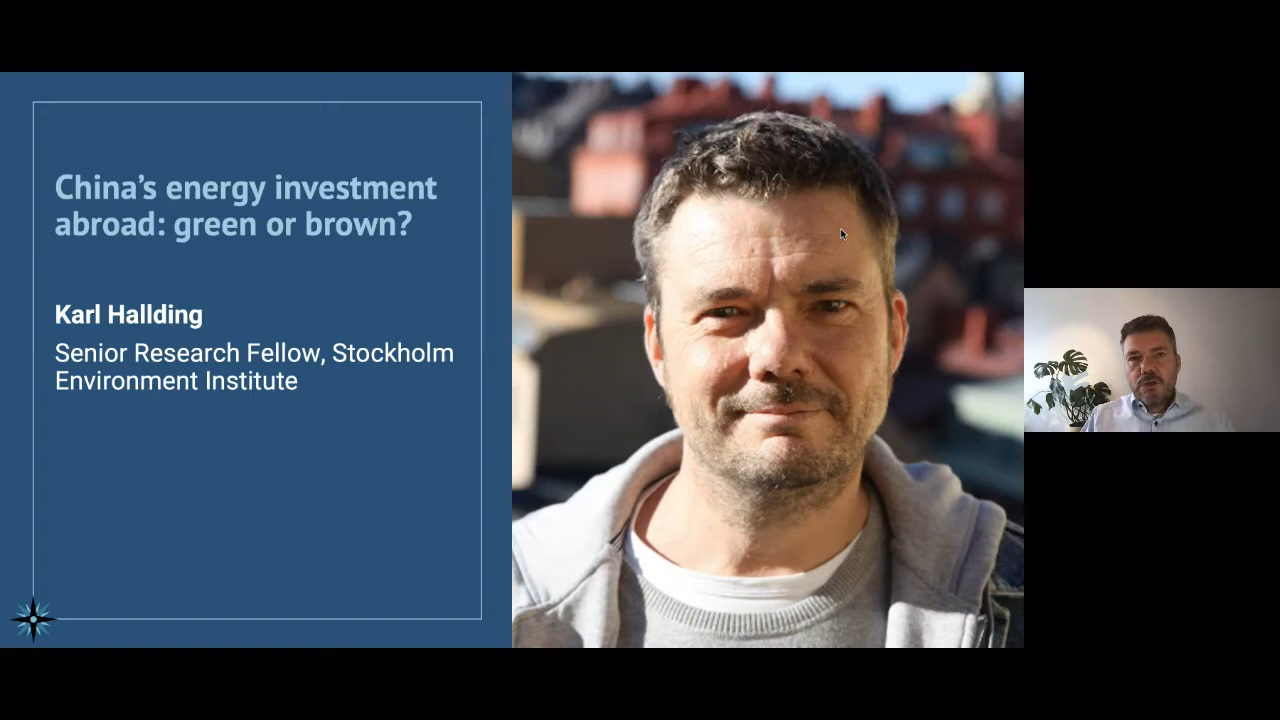 China's energy investment
abroad: green or brown?
Karl Hallding
Senior Research Fellow, Stockholm
Environment Institute